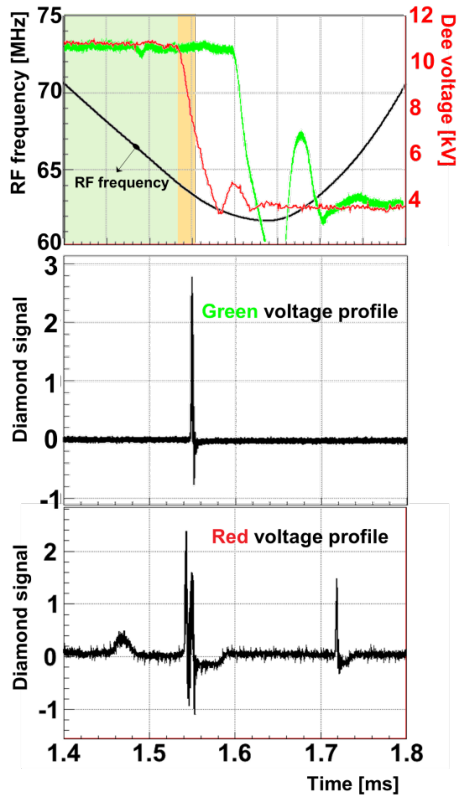 RF frequency [MHz]
75
70
65
60
RF frequency
12
10
8
6
4
Dee voltage [kV]
Diamond signal
3
2
1
0
-1
Green voltage profile
Diamond signal
2
1
0
-1
Red voltage profile
1.4 1.5 1.6 1.7 1.8
Time [ms]